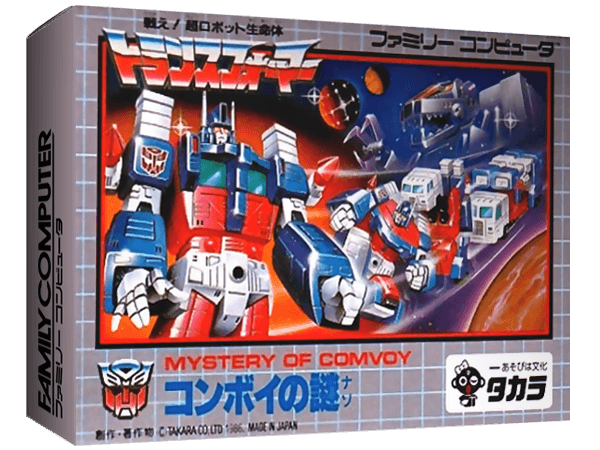 戦え!超ロボット生命体
トランスフォーマー
ファミリー コンピュータ
MYSTERY OF COMVOY
コンボイの謎
ナゾ
創作・著作 物 © TAKARA CO.LTD 1986. MADE IN JAPAN
あそびは文化
タカラ
FAMILY COMPUTER
ファミリー コンピュータ